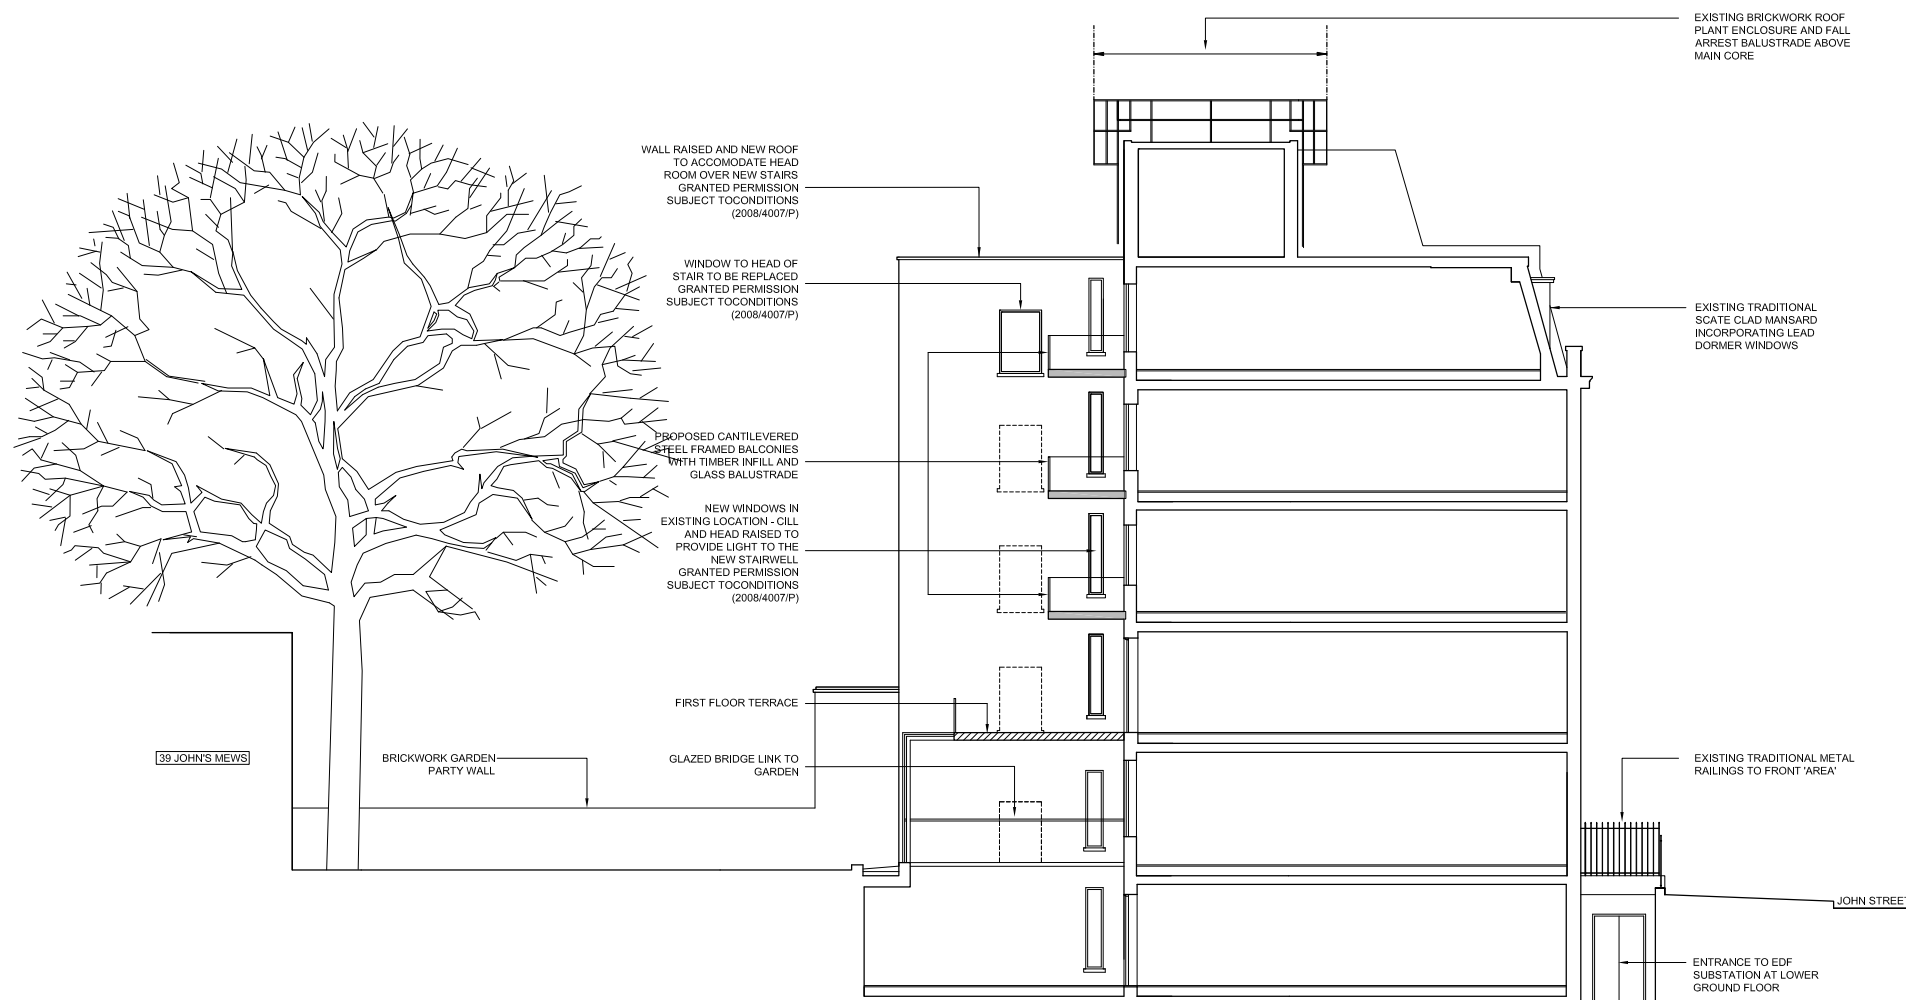 EXISTING BRICKWORK ROOF
PLANT ENCLOSURE AND FALL
ARREST BALUSTRADE ABOVE
MAIN CORE
WALL RAISED AND NEW ROOF
TO ACCOMODATE HEAD
ROOM OVER NEW STAIRS
GRANTED PERMISSION
SUBJECT TOCONDITIONS
(2008/4007/P)
WINDOW TO HEAD OF
STAIR TO BE REPLACED
GRANTED PERMISSION
SUBJECT TOCONDITIONS
(2008/4007/P)
EXISTING TRADITIONAL
SCATE CLAD MANSARD
INCORPORATING LEAD
DORMER WINDOWS
PROPOSED CANTILEVERED
STEEL FRAMED BALCONIES
WITH TIMBER INFILL AND
GLASS BALUSTRADE
NEW WINDOWS IN
EXISTING LOCATION - CILL
AND HEAD RAISED TO
PROVIDE LIGHT TO THE
NEW STAIRWELL
GRANTED PERMISSION
SUBJECT TOCONDITIONS
(2008/4007/P)
FIRST FLOOR TERRACE
39 JOHN'S MEWS
BRICKWORK GARDEN
PARTY WALL
GLAZED BRIDGE LINK TO
GARDEN
EXISTING TRADITIONAL METAL
RAILINGS TO FRONT 'AREA'
JOHN STREET
ENTRANCE TO EDF
SUBSTATION AT LOWER
GROUND FLOOR